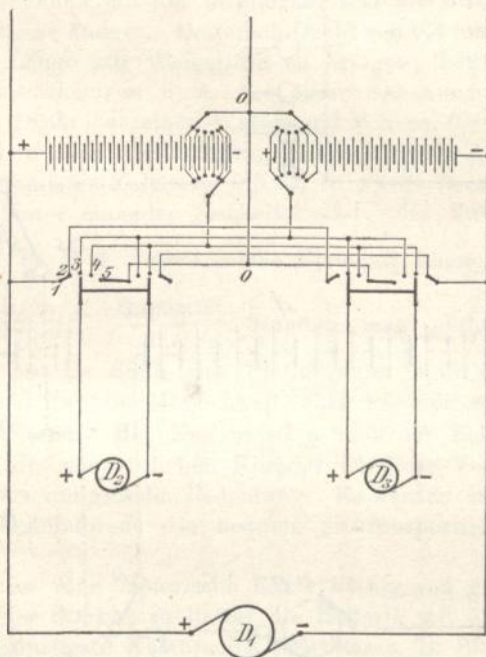 o
+ - + -
2 3 4 5 o
1
+ D2 - + D3 -
+ D1 -